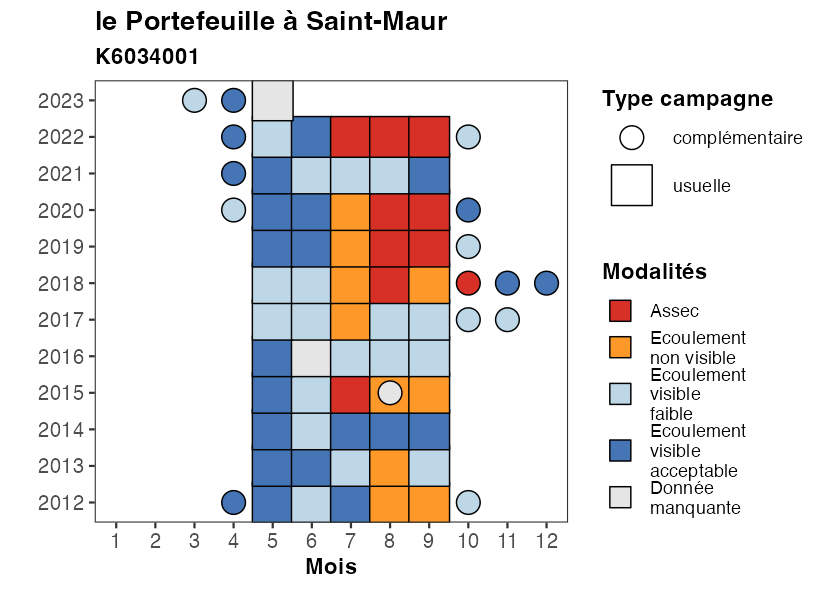 le Portefeuille à Saint-Maur
K6034001
2023
2022
2021
2020
2019
2018
2017
2016
2015
2014
2013
2012
1 2 3 4 5 6 7 8 9 10 11 12
Mois
Type campagne
complémentaire
usuelle
Modalités
Assec
Ecoulement
non visible
Ecoulement
visible
faible
Ecoulement
visible
acceptable
Donnée
manquante